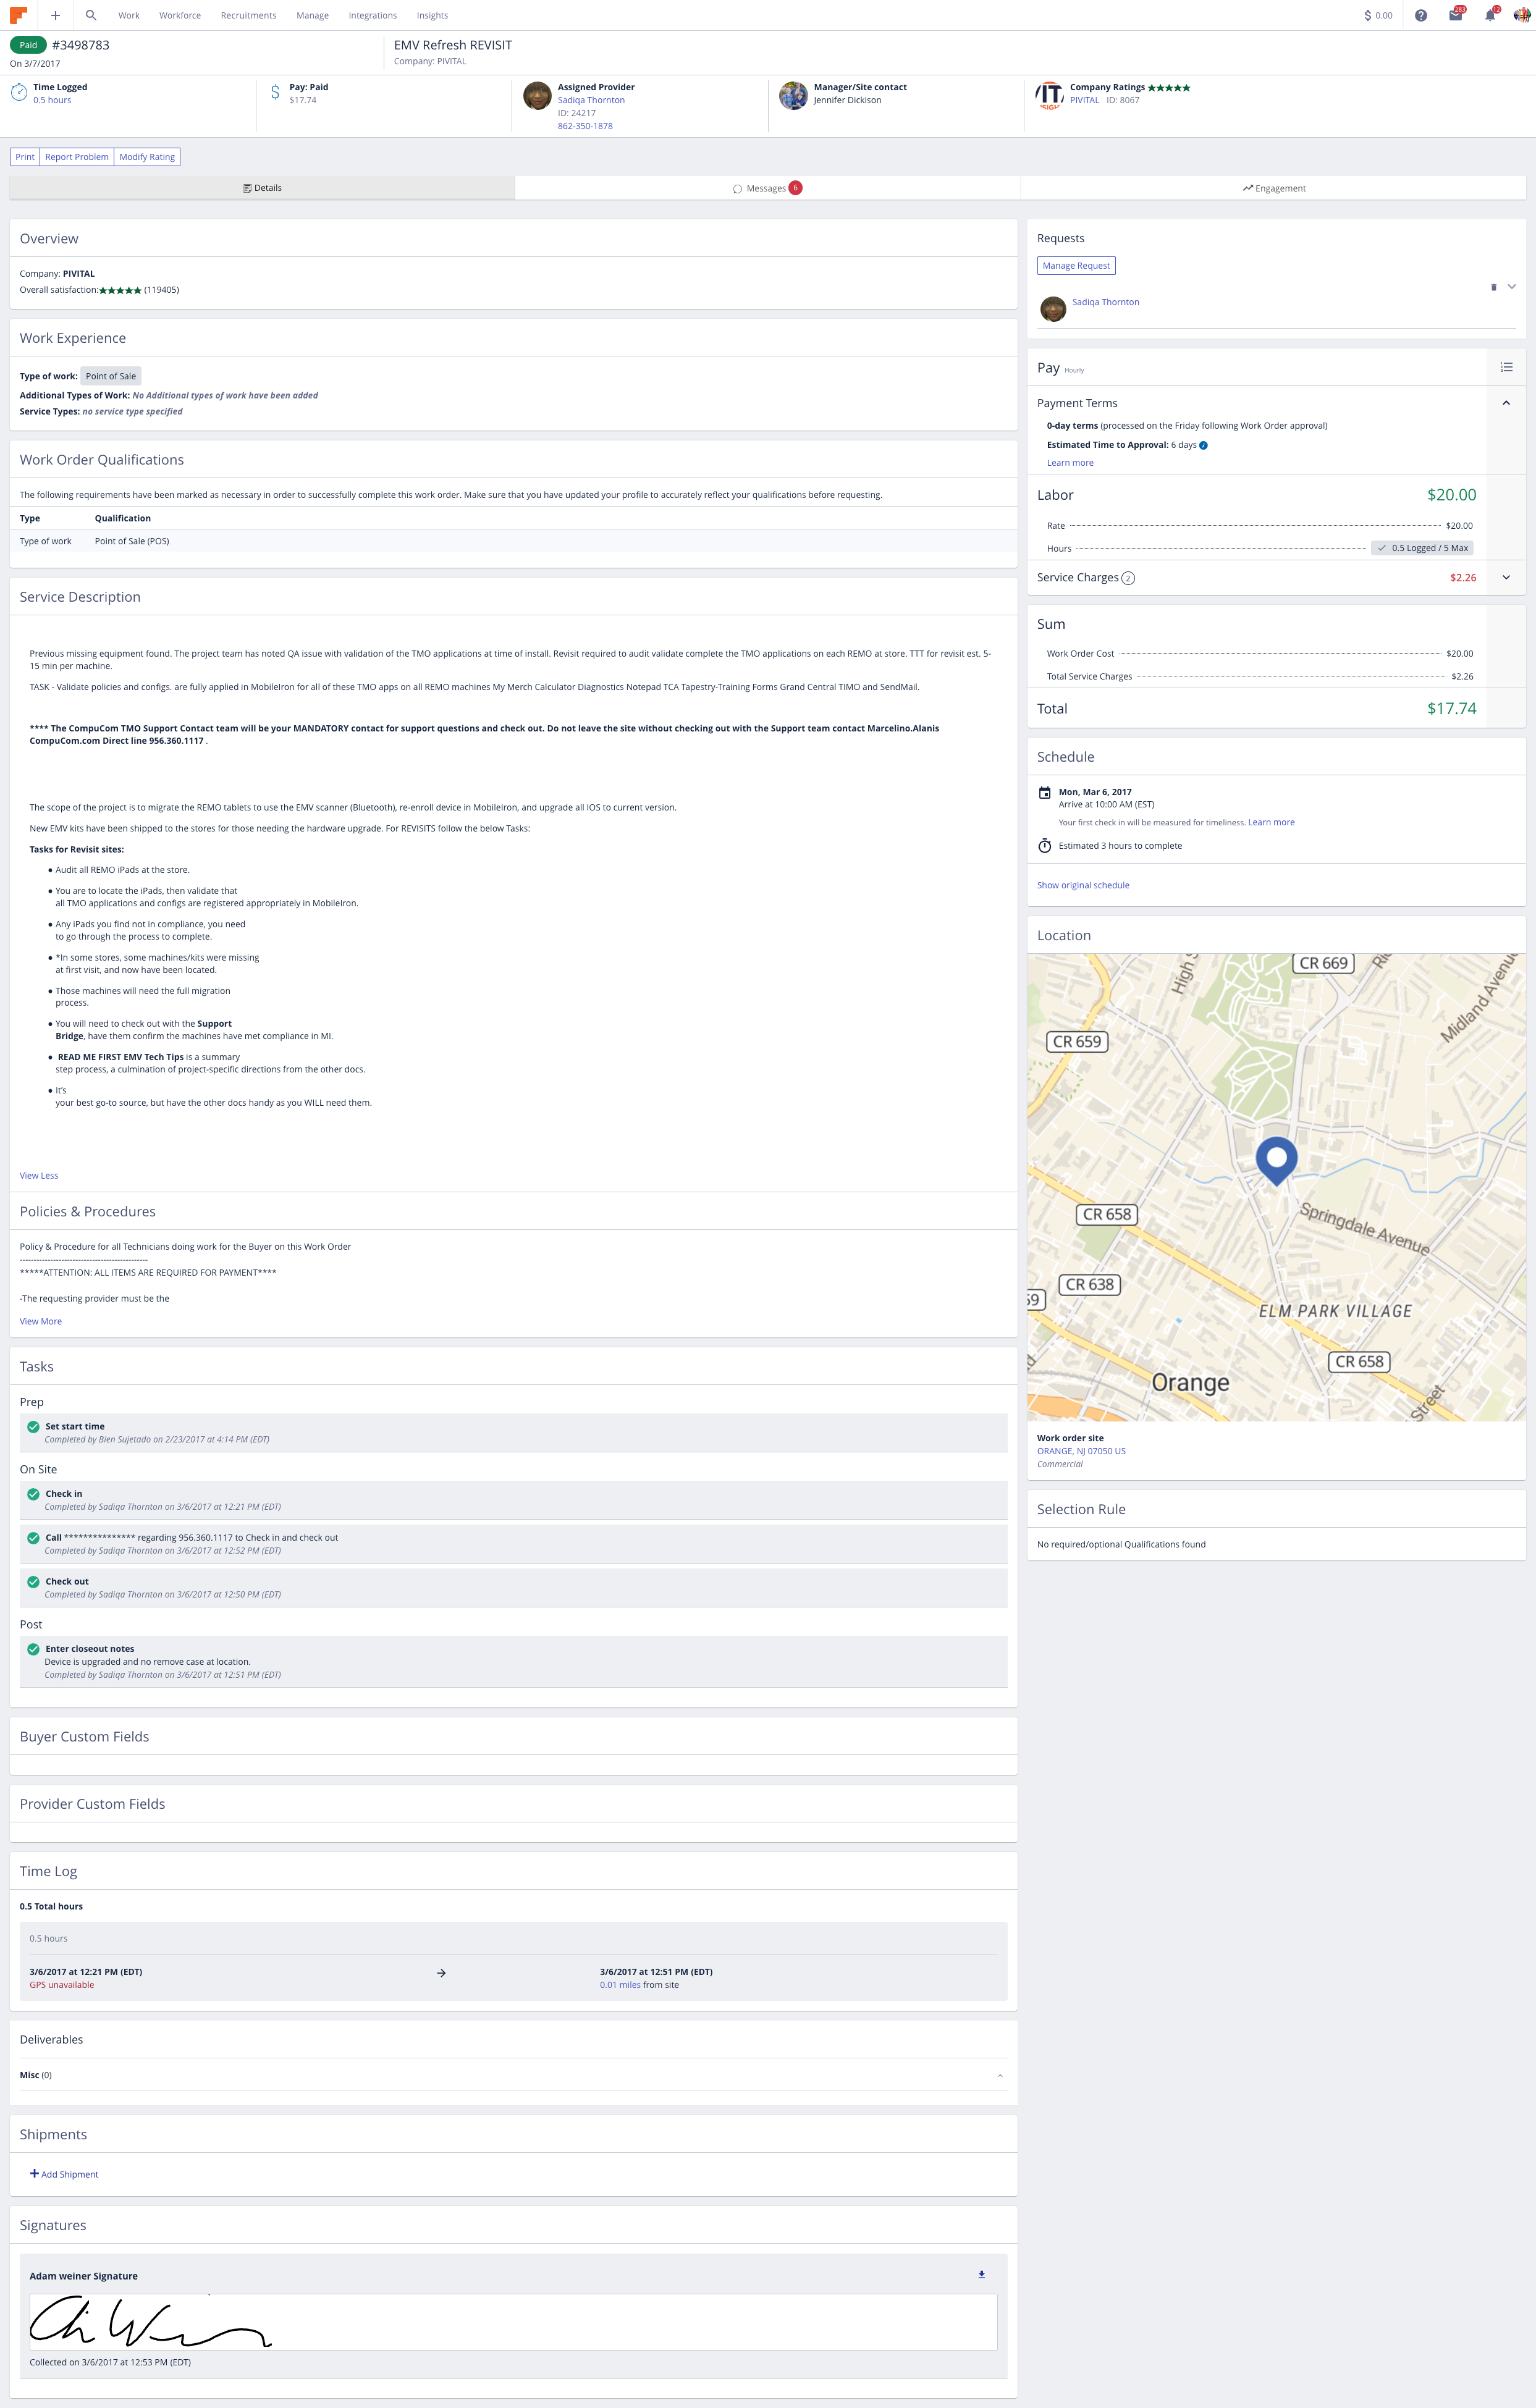 Work Workforce Recruitments Manage Integrations Insights
$ 0.00 283 12
Paid #3498783
On 3/7/2017
EMV Refresh REVISIT
Company: PIVITAL
Time Logged
0.5 hours
Pay: Paid
$17.74
Assigned Provider
Sadiqa Thornton
ID: 24217
862-350-1878
Manager/Site contact
Jennifer Dickison
Company Ratings ★★★★★
PIVITAL ID: 8067
Print Report Problem Modify Rating
Details Messages 6 Engagement
Overview
Company: PIVITAL
Overall satisfaction:★★★★★ (119405)
Work Experience
Type of work: Point of Sale
Additional Types of Work: No Additional types of work have been added
Service Types: no service type specified
Work Order Qualifications
The following requirements have been marked as necessary in order to successfully complete this work order. Make sure that you have updated your profile to accurately reflect your qualifications before requesting.
Type Qualification
Type of work Point of Sale (POS)
Service Description
Previous missing equipment found. The project team has noted QA issue with validation of the TMO applications at time of install. Revisit required to audit validate complete the TMO applications on each REMO at store. TTT for revisit est. 5-
15 min per machine.
TASK - Validate policies and configs. are fully applied in MobileIron for all of these TMO apps on all REMO machines My Merch Calculator Diagnostics Notepad TCA Tapestry-Training Forms Grand Central TIMO and SendMail.
**** The CompuCom TMO Support Contact team will be your MANDATORY contact for support questions and check out. Do not leave the site without checking out with the Support team contact Marcelino.Alanis
CompuCom.com Direct line 956.360.1117 .
The scope of the project is to migrate the REMO tablets to use the EMV scanner (Bluetooth), re-enroll device in MobileIron, and upgrade all IOS to current version.
New EMV kits have been shipped to the stores for those needing the hardware upgrade. For REVISITS follow the below Tasks:
Tasks for Revisit sites:
● Audit all REMO iPads at the store.
● You are to locate the iPads, then validate that
all TMO applications and configs are registered appropriately in MobileIron.
● Any iPads you find not in compliance, you need
to go through the process to complete.
● *In some stores, some machines/kits were missing
at first visit, and now have been located.
● Those machines will need the full migration
process.
● You will need to check out with the Support
Bridge, have them confirm the machines have met compliance in MI.
● READ ME FIRST EMV Tech Tips is a summary
step process, a culmination of project-specific directions from the other docs.
● It's
your best go-to source, but have the other docs handy as you WILL need them.
View Less
Policies & Procedures
Policy & Procedure for all Technicians doing work for the Buyer on this Work Order
----------------------------------------------
*****ATTENTION: ALL ITEMS ARE REQUIRED FOR PAYMENT****
-The requesting provider must be the
View More
Tasks
Prep
Set start time
Completed by Bien Sujetado on 2/23/2017 at 4:14 PM (EDT)
On Site
Check in
Completed by Sadiqa Thornton on 3/6/2017 at 12:21 PM (EDT)
Call *************** regarding 956.360.1117 to Check in and check out
Completed by Sadiqa Thornton on 3/6/2017 at 12:52 PM (EDT)
Check out
Completed by Sadiqa Thornton on 3/6/2017 at 12:50 PM (EDT)
Post
Enter closeout notes
Device is upgraded and no remove case at location.
Completed by Sadiqa Thornton on 3/6/2017 at 12:51 PM (EDT)
Buyer Custom Fields
Provider Custom Fields
Time Log
0.5 Total hours
0.5 hours
3/6/2017 at 12:21 PM (EDT) → 3/6/2017 at 12:51 PM (EDT)
GPS unavailable 0.01 miles from site
Deliverables
Misc (0)
Shipments
+ Add Shipment
Signatures
Adam weiner Signature
Collected on 3/6/2017 at 12:53 PM (EDT)
Requests
Manage Request
Sadiqa Thornton
Pay Hourly
Payment Terms
0-day terms (processed on the Friday following Work Order approval)
Estimated Time to Approval: 6 days
Learn more
Labor $20.00
Rate $20.00
Hours 0.5 Logged / 5 Max
Service Charges 2 $2.26
Sum
Work Order Cost $20.00
Total Service Charges $2.26
Total $17.74
Schedule
Mon, Mar 6, 2017
Arrive at 10:00 AM (EST)
Your first check in will be measured for timeliness. Learn more
Estimated 3 hours to complete
Show original schedule
Location
CR 669
High S
Midland Avenue
CR 659
CR 658
Springdale Avenue
CR 638
59
ELM PARK VILLAGE
CR 658
Orange
Street
Work order site
ORANGE, NJ 07050 US
Commercial
Selection Rule
No required/optional Qualifications found